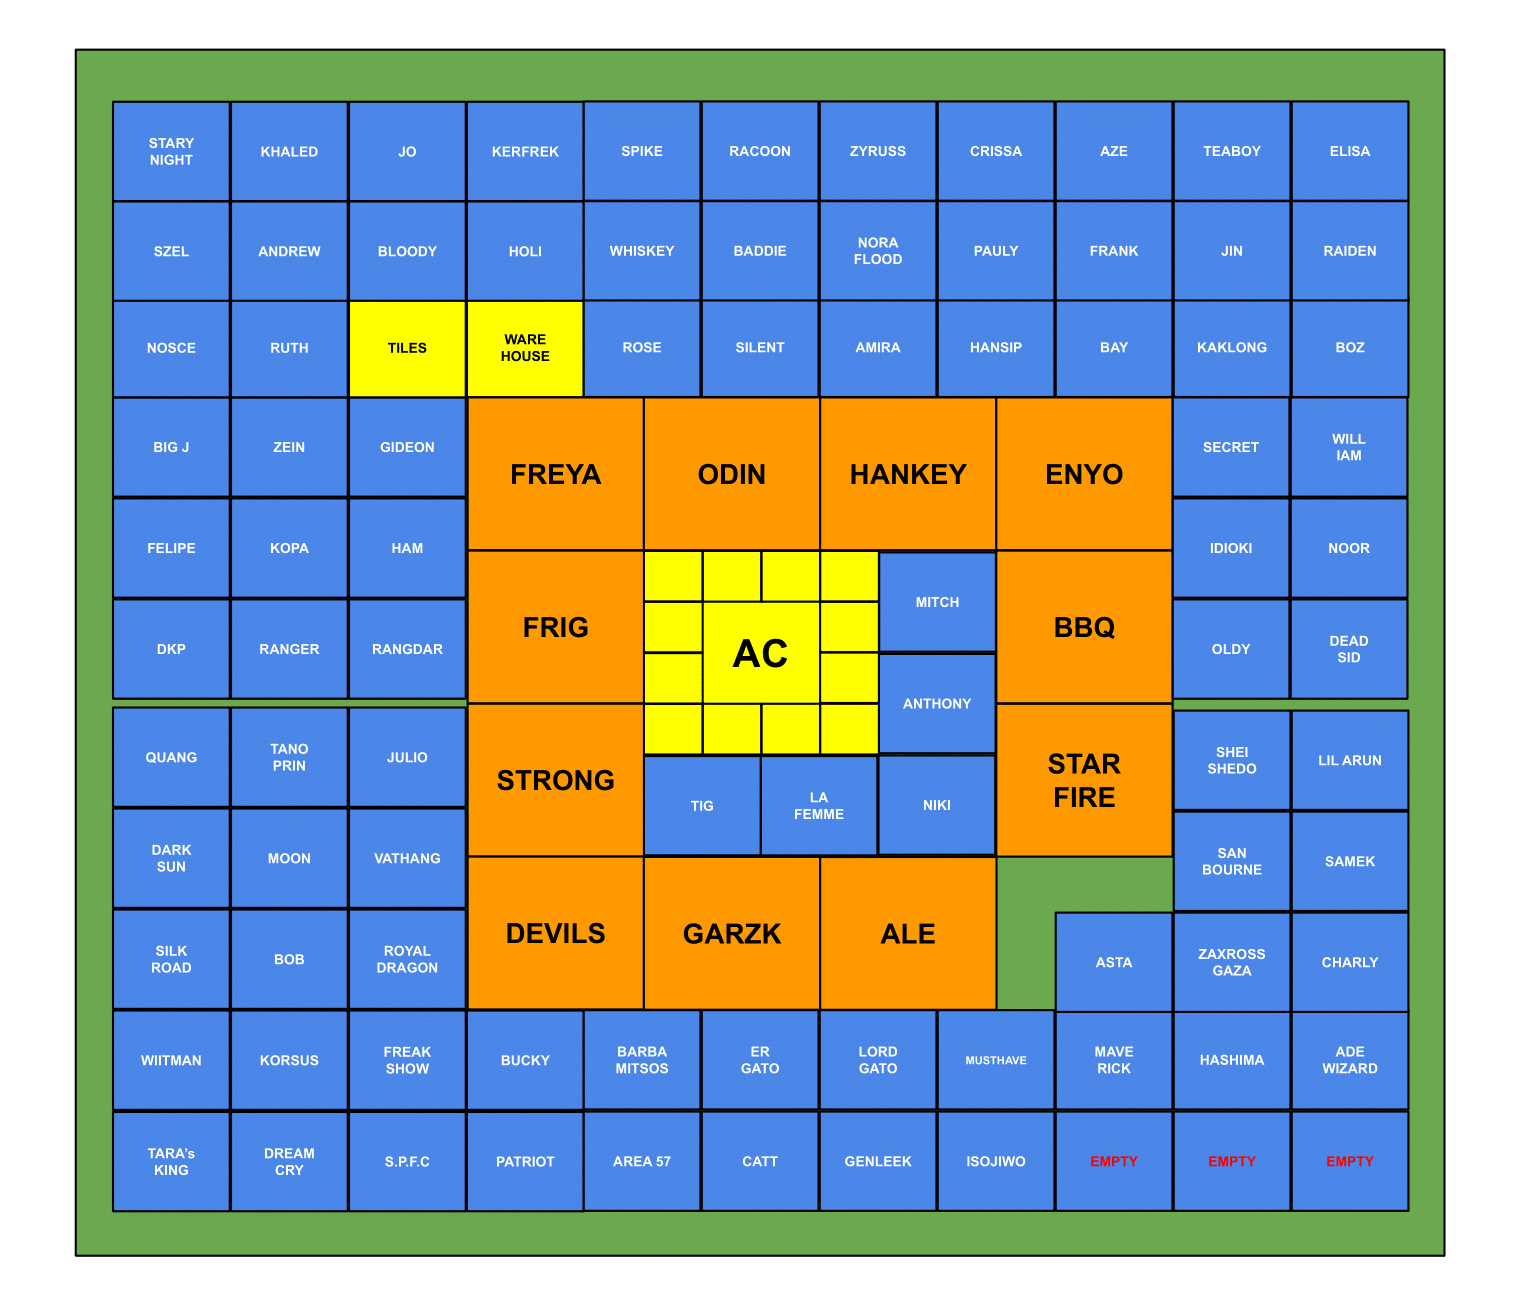 STARY
NIGHT
KHALED
JO
KERFREK
SPIKE
RACOON
ZYRUSS
CRISSA
AZE
TEABOY
ELISA
SZEL
ANDREW
BLOODY
HOLI
WHISKEY
BADDIE
NORA
FLOOD
PAULY
FRANK
JIN
RAIDEN
NOSCE
RUTH
TILES
WARE
HOUSE
ROSE
SILENT
AMIRA
HANSIP
BAY
KAKLONG
BOZ
BIG J
ZEIN
GIDEON
FREYA
ODIN
HANKEY
ENYO
SECRET
WILL
IAM
FELIPE
KOPA
HAM
IDIOKI
NOOR
DKP
RANGER
RANGDAR
FRIG
AC
MITCH
BBQ
OLDY
DEAD
SID
ANTHONY
QUANG
TANO
PRIN
JULIO
STRONG
TIG
LA
FEMME
NIKI
STAR
FIRE
SHEI
SHEDO
LIL ARUN
DARK
SUN
MOON
VATHANG
SAN
BOURNE
SAMEK
SILK
ROAD
BOB
ROYAL
DRAGON
DEVILS
GARZK
ALE
ASTA
ZAXROSS
GAZA
CHARLY
WIITMAN
KORSUS
FREAK
SHOW
BUCKY
BARBA
MITSOS
ER
GATO
LORD
GATO
MUSTHAVE
MAVE
RICK
HASHIMA
ADE
WIZARD
TARA's
KING
DREAM
CRY
S.P.F.C
PATRIOT
AREA 57
CATT
GENLEEK
ISOJIWO
EMPTY
EMPTY
EMPTY